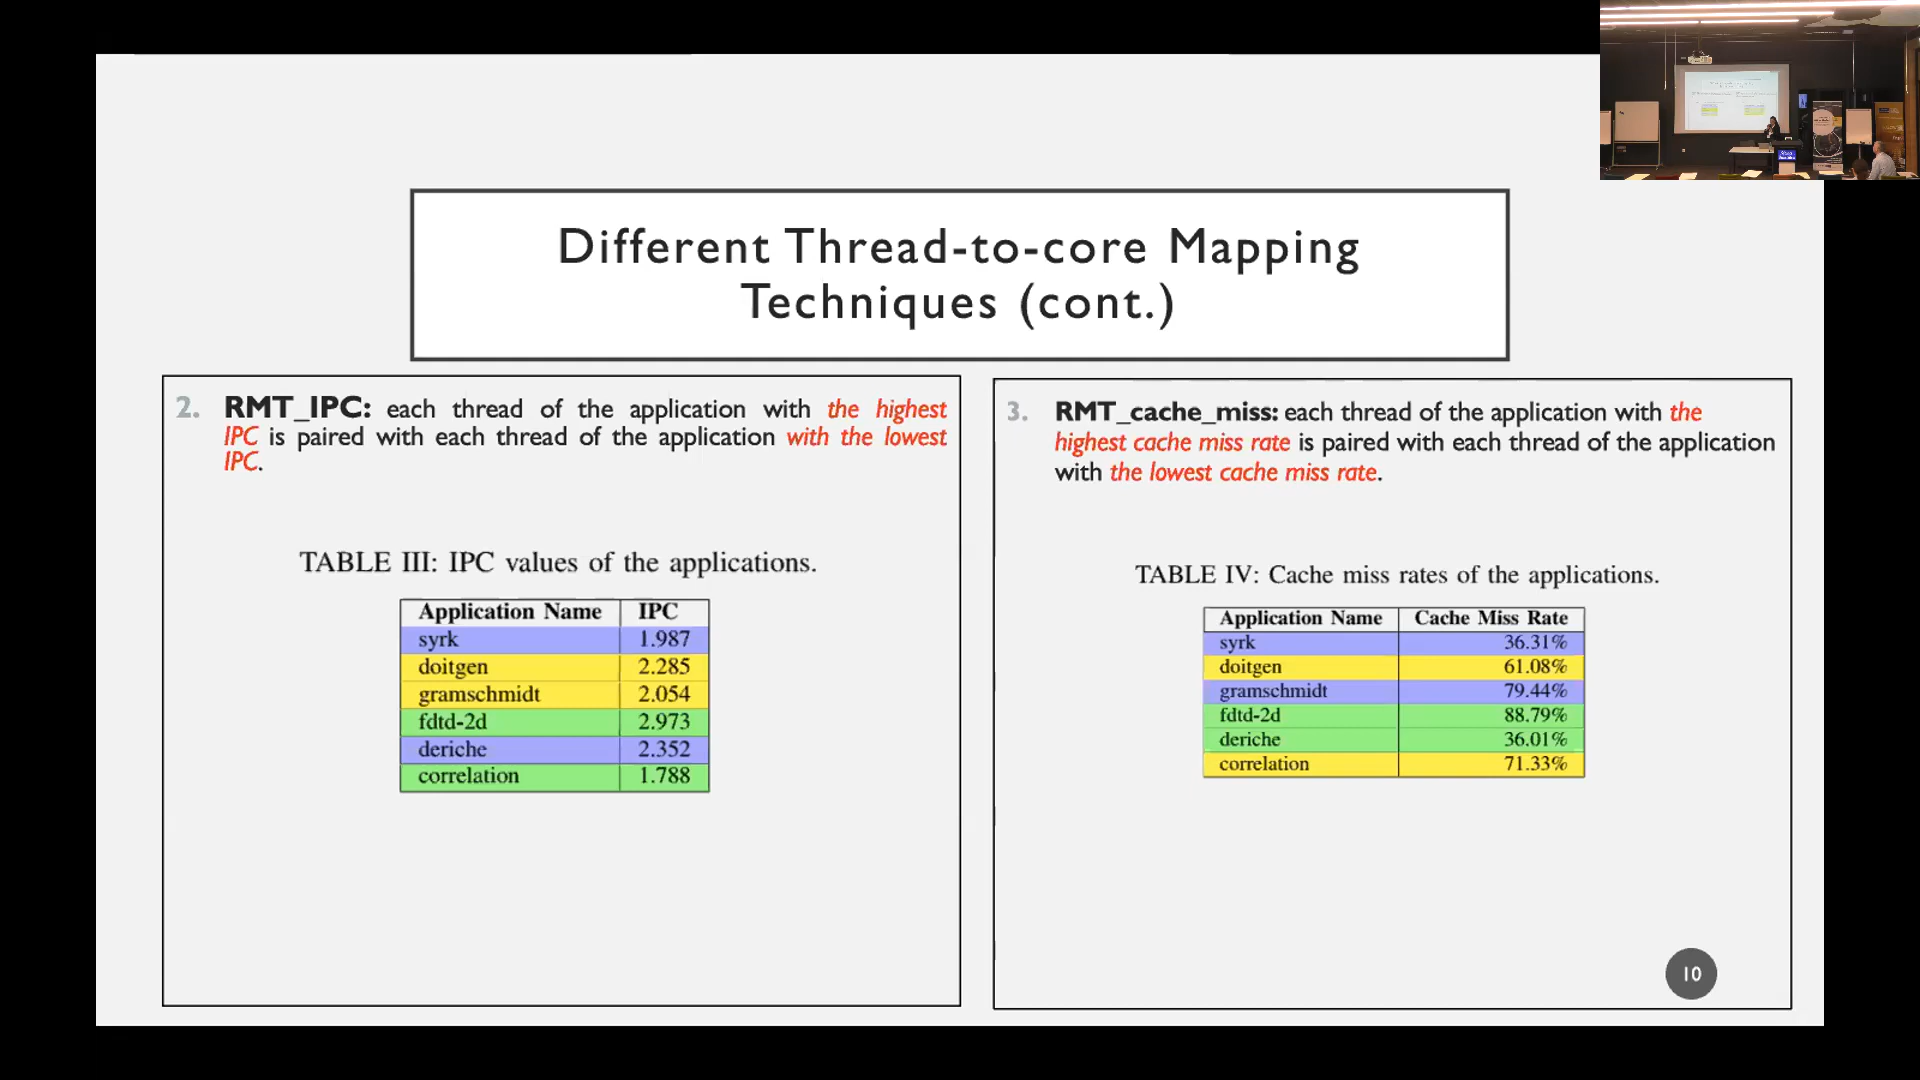 Different Thread-to-core Mapping
Techniques (cont.)
2. RMT_IPC: each thread of the application with the highest
IPC is paired with each thread of the application with the lowest
IPC.
TABLE III: IPC values of the applications.
Application Name IPC
syrk 1.987
doitgen 2.285
gramschmidt 2.054
fdtd-2d 2.973
deriche 2.352
correlation 1.788
3. RMT_cache_miss: each thread of the application with the
highest cache miss rate is paired with each thread of the application
with the lowest cache miss rate.
TABLE IV: Cache miss rates of the applications.
Application Name Cache Miss Rate
syrk 36.31%
doitgen 61.08%
gramschmidt 79.44%
fdtd-2d 88.79%
deriche 36.01%
correlation 71.33%
10